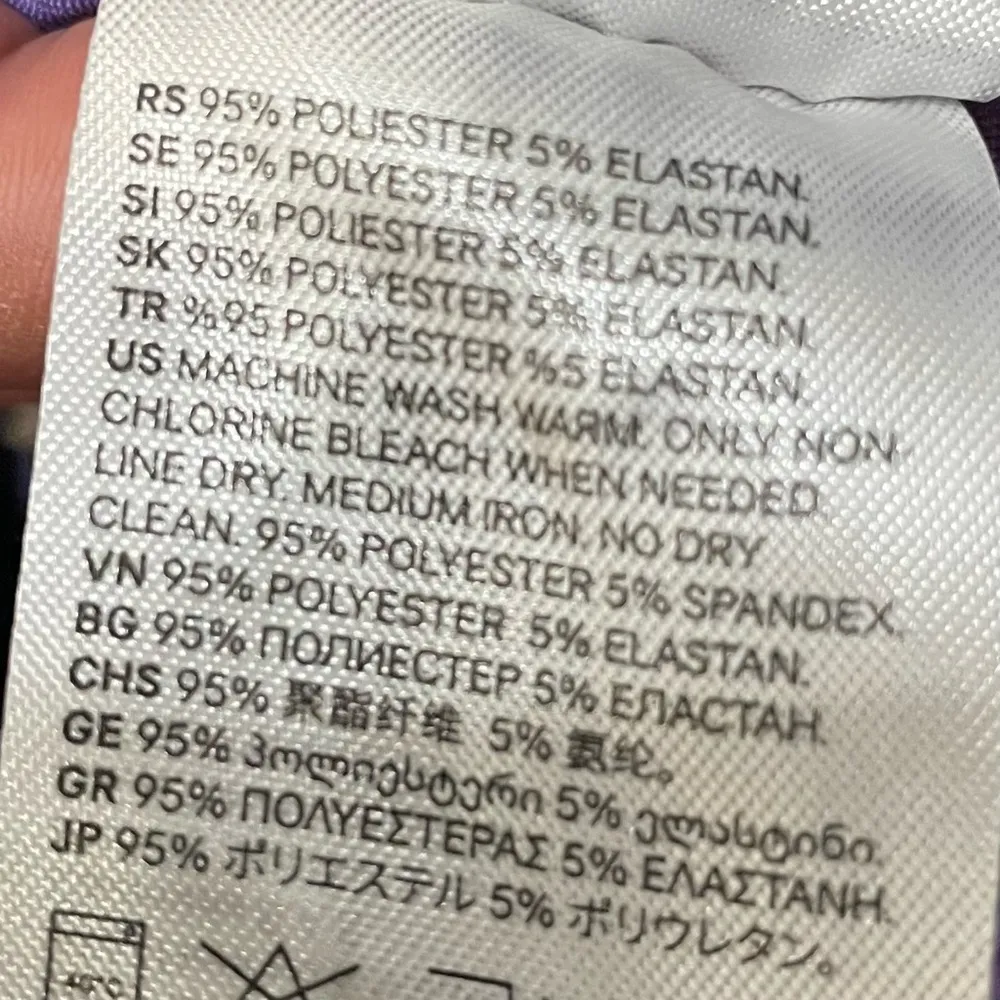 RS 95% POLIESTER 5% ELASTAN.
SE 95% POLYESTER 5% ELASTAN.
SI 95% POLIESTER 5% ELASTAN.
SK 95% POLYESTER 5% ELASTAN.
TR %95 POLYESTER %5 ELASTAN.
US MACHINE WASH WARM. ONLY NON
CHLORINE BLEACH WHEN NEEDED.
LINE DRY. MEDIUM IRON. NO DRY
CLEAN. 95% POLYESTER 5% SPANDEX.
VN 95% POLYESTER 5% ELASTAN.
BG 95% ПОЛИЕСТЕР 5% ЕЛАСТАН.
CHS 95% 聚酯纤维 5% 氨纶。
GE 95% პოლიესტერი 5% ელასტინი.
GR 95% ΠΟΛΥΕΣΤΕΡΑΣ 5% ΕΛΑΣΤΑΝΗ.
JP 95% ポリエステル 5% ポリウレタン。
40°C